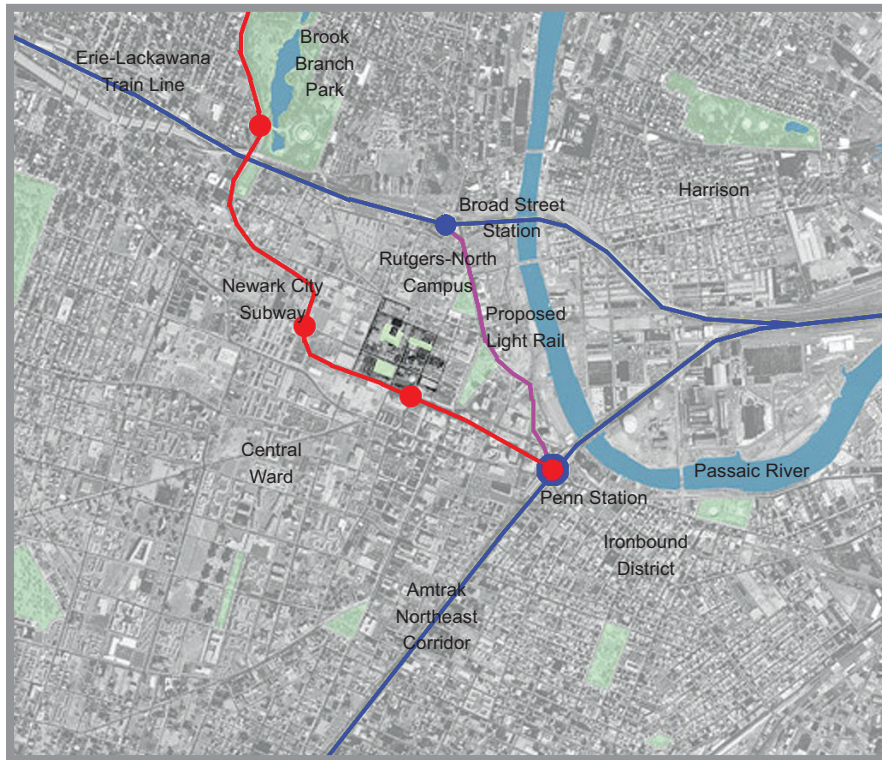 Brook
Branch
Park
Erie-Lackawana
Train Line
Harrison
Broad Street
Station
Rutgers-North
Campus
Newark City
Subway
Proposed
Light Rail
Central
Ward
Passaic River
Penn Station
Ironbound
District
Amtrak
Northeast
Corridor